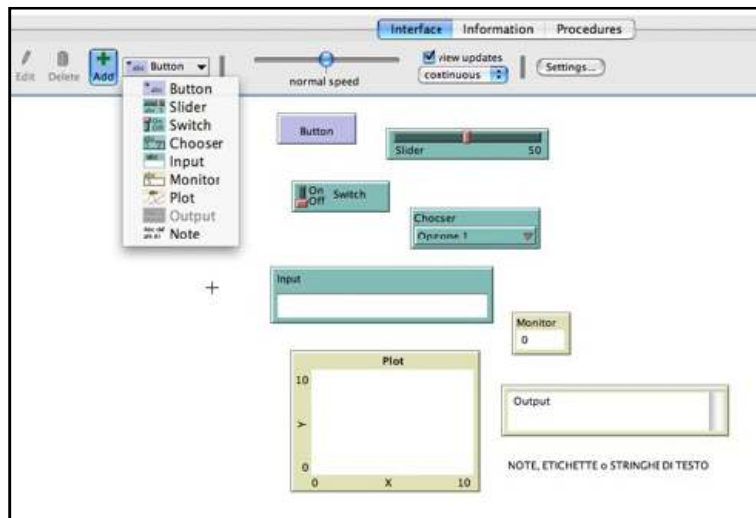 Interface Information Procedures
Edit Delete Add abc Button normal speed view updates continuous Settings...
Button
Slider
Switch
Chooser
Input
Monitor
Plot
Output
Note
Button
Slider 50
On
Off Switch
Chooser
Opzione 1
Input
Monitor
0
Plot
10
Y
0
0 X 10
Output
NOTE, ETICHETTE o STRINGHE DI TESTO